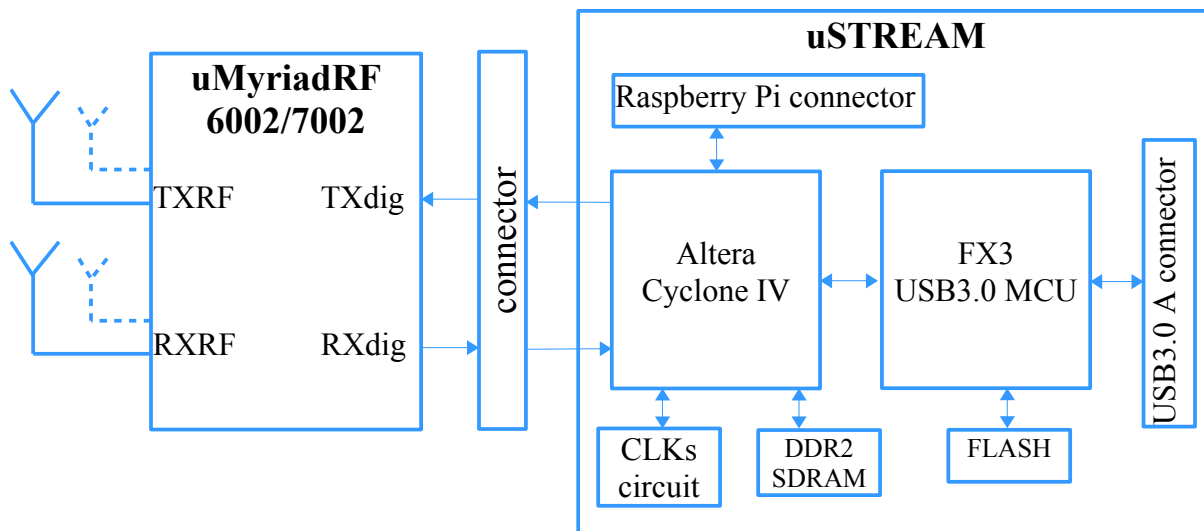 uSTREAM
uMyriadRF
6002/7002
Raspberry Pi connector
TXRF
TXdig
RXRF
RXdig
connector
Altera
Cyclone IV
FX3
USB3.0 MCU
USB3.0 A connector
CLKs
circuit
DDR2
SDRAM
FLASH